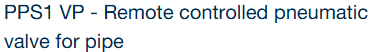 PPS1 VP - Remote controlled pneumatic
valve for pipe